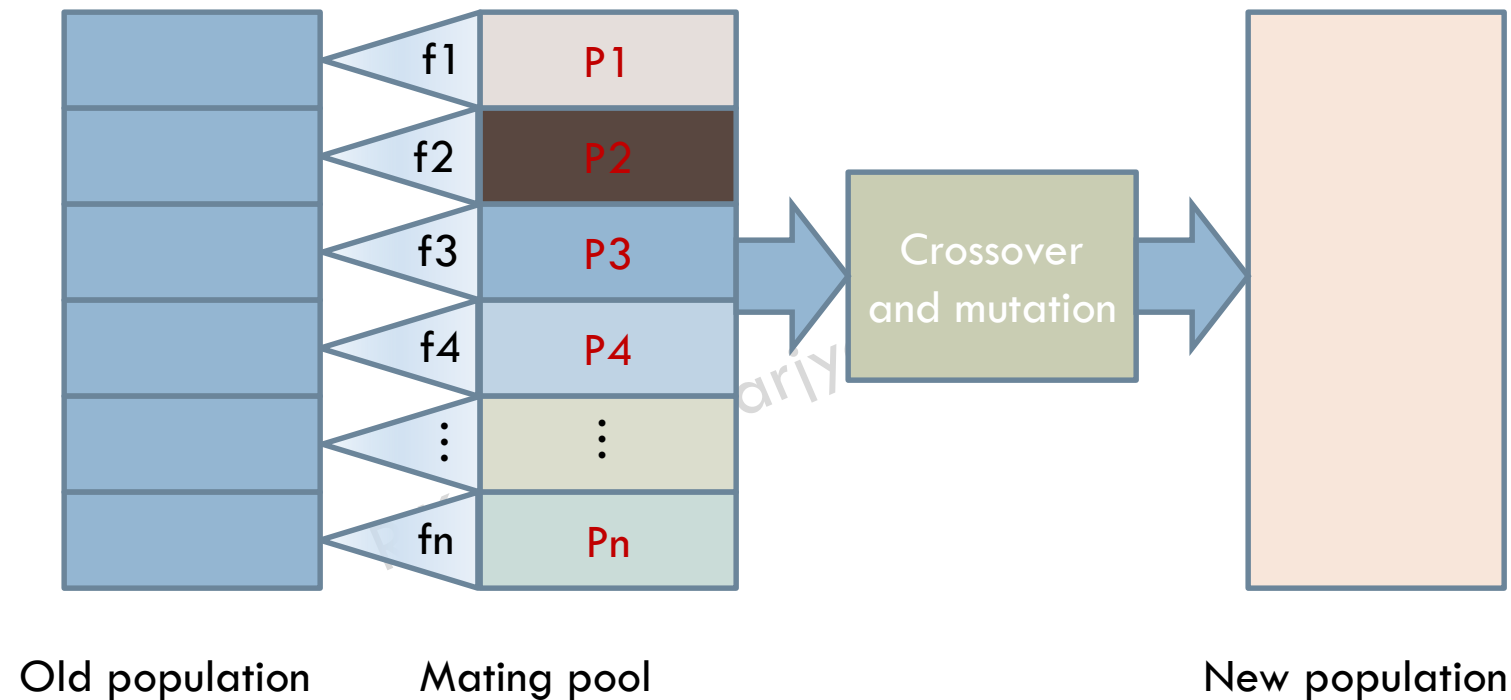 f1 P1
f2 P2
f3 P3
Crossover
and mutation
f4 P4
⋮ ⋮
fn Pn
Old population Mating pool New population